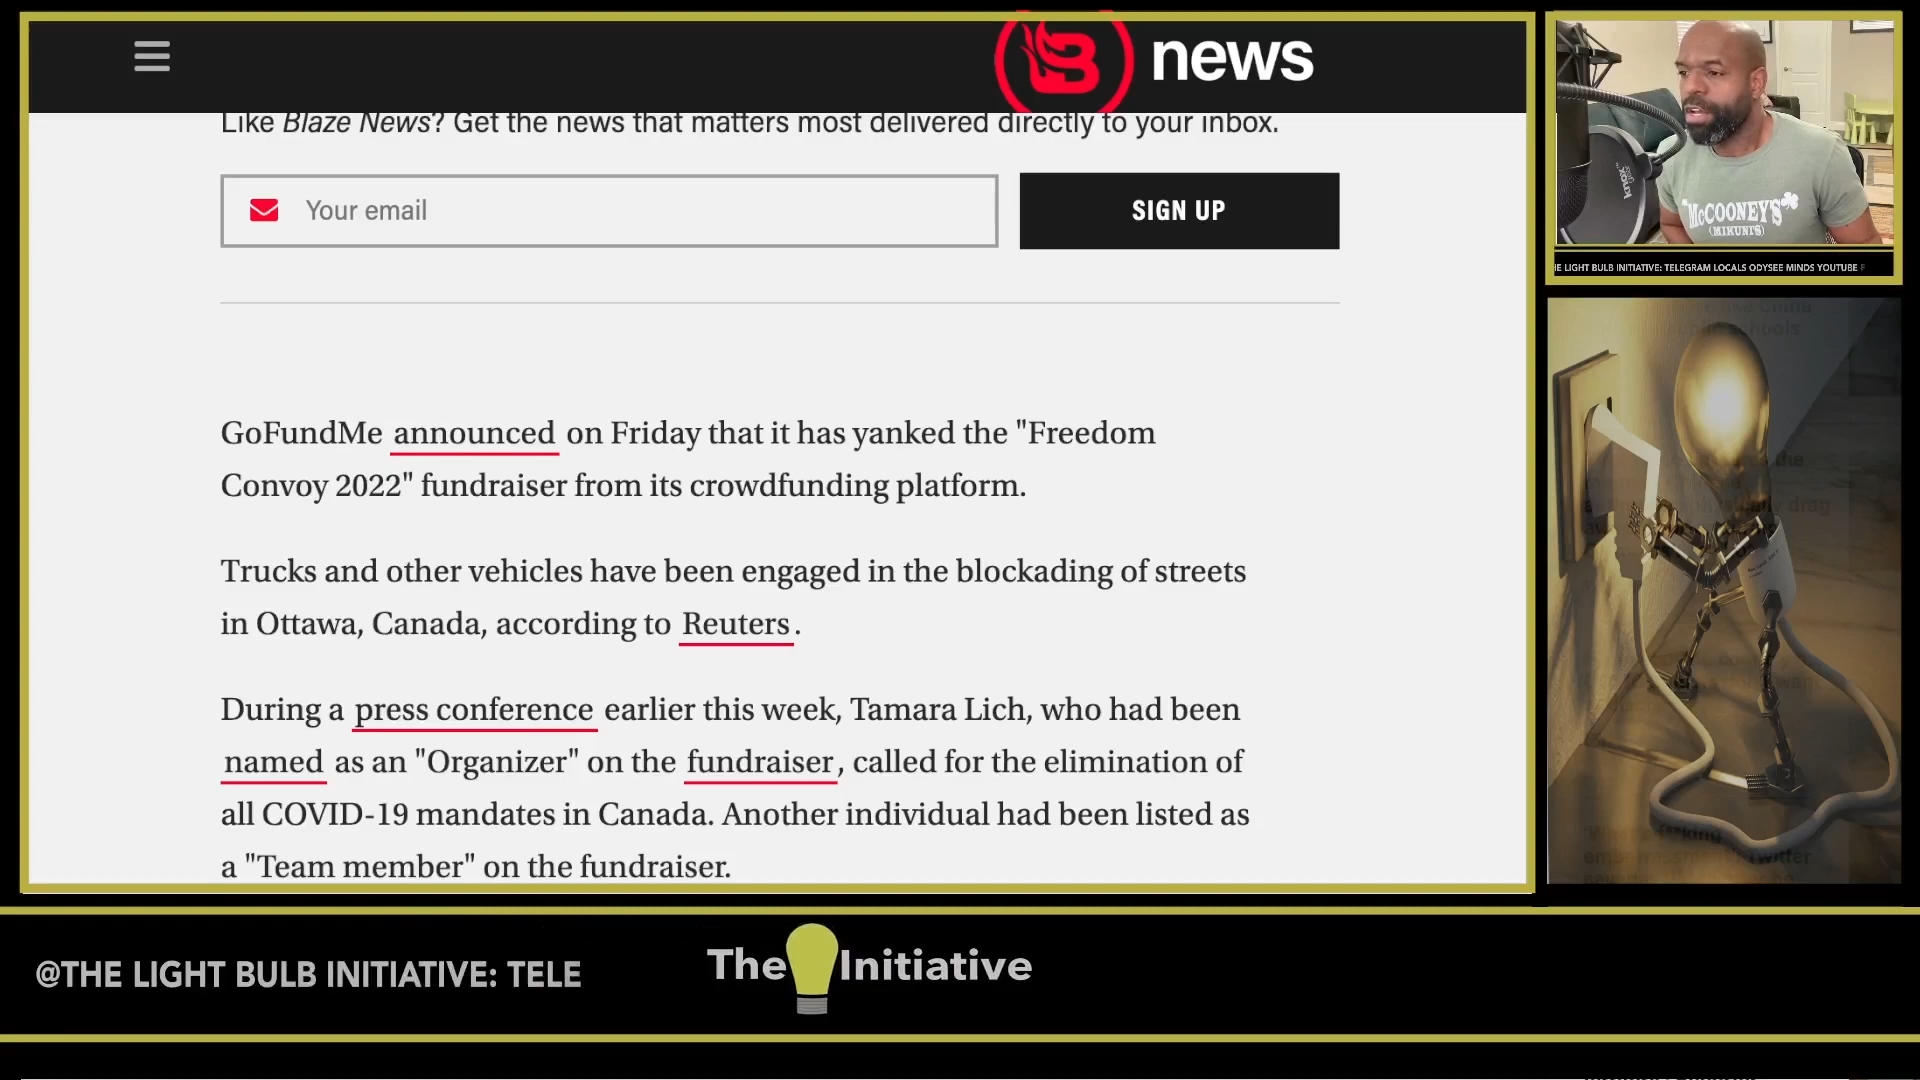 news
Like Blaze News? Get the news that matters most delivered directly to your inbox.
Your email
SIGN UP
GoFundMe announced on Friday that it has yanked the "Freedom
Convoy 2022" fundraiser from its crowdfunding platform.
Trucks and other vehicles have been engaged in the blockading of streets
in Ottawa, Canada, according to Reuters.
During a press conference earlier this week, Tamara Lich, who had been
named as an "Organizer" on the fundraiser, called for the elimination of
all COVID-19 mandates in Canada. Another individual had been listed as
a "Team member" on the fundraiser.
McCOONEY'S
(MIKUNI'S)
knox
E LIGHT BULB INITIATIVE: TELEGRAM LOCALS ODYSEE MINDS YOUTUBE F
@THE LIGHT BULB INITIATIVE: TELE
The Initiative